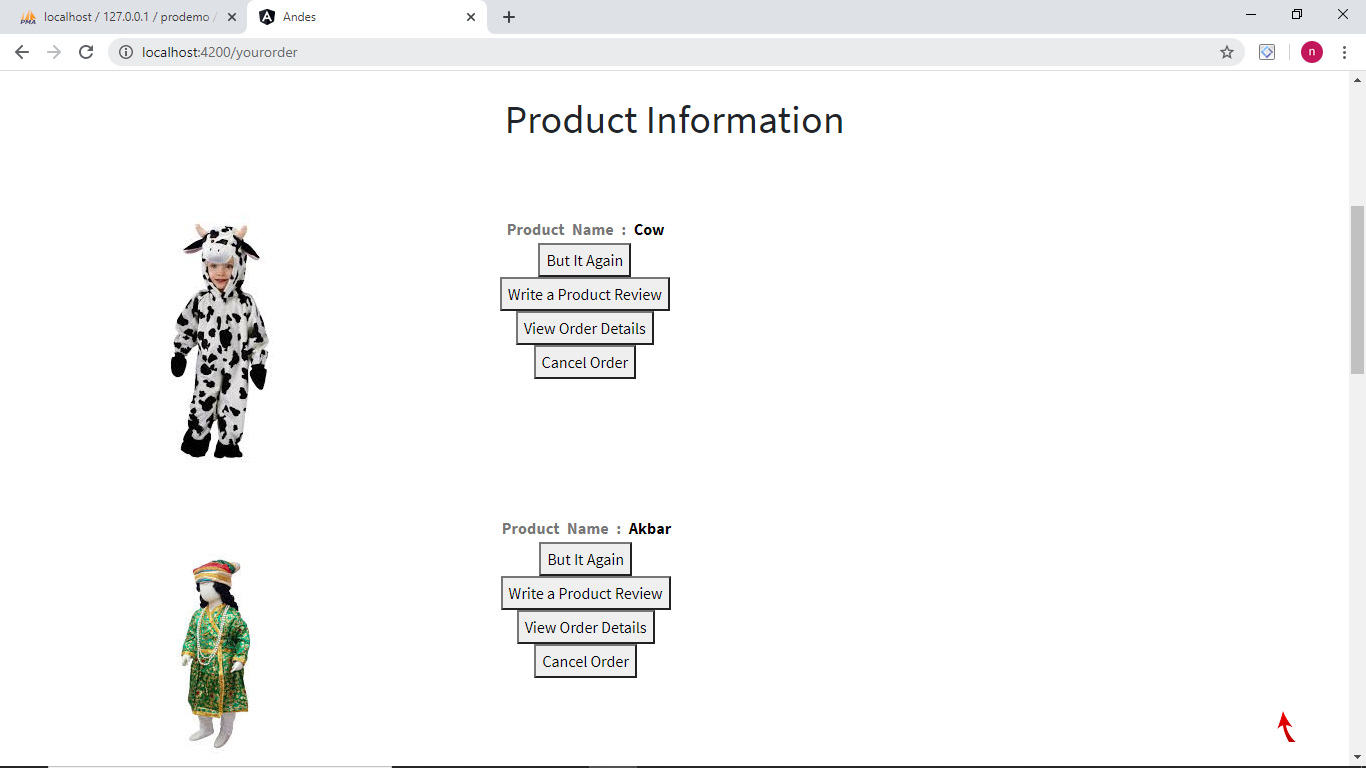 localhost / 127.0.0.1 / prodemo /
Andes
localhost:4200/yourorder
n
Product Information
Product Name : Cow
But It Again
Write a Product Review
View Order Details
Cancel Order
Product Name : Akbar
But It Again
Write a Product Review
View Order Details
Cancel Order